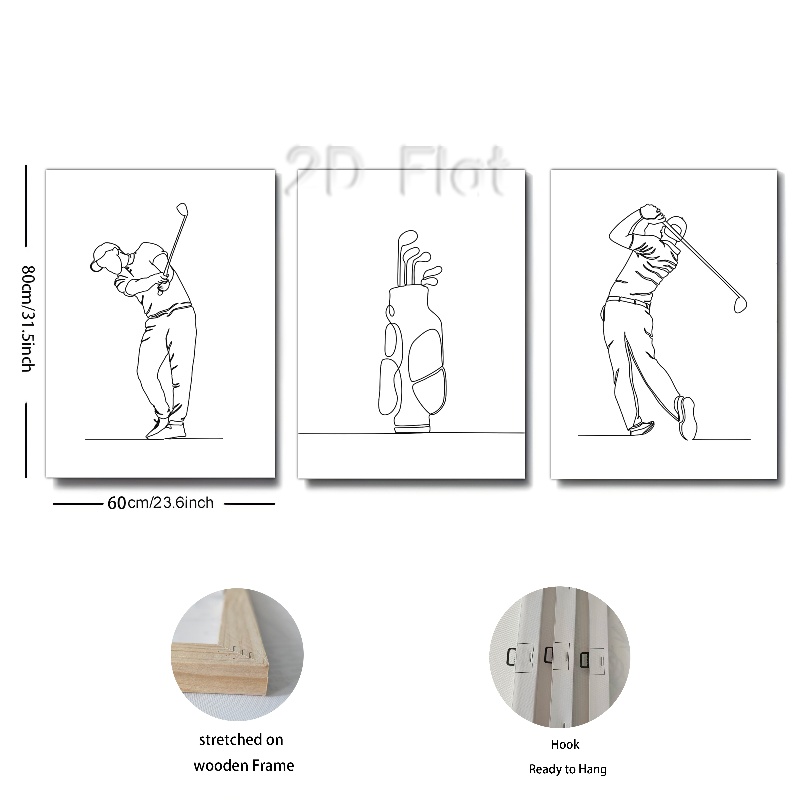 2D Flat
80cm/31.5inch
60cm/23.6inch
stretched on
wooden Frame
Hook
Ready to Hang